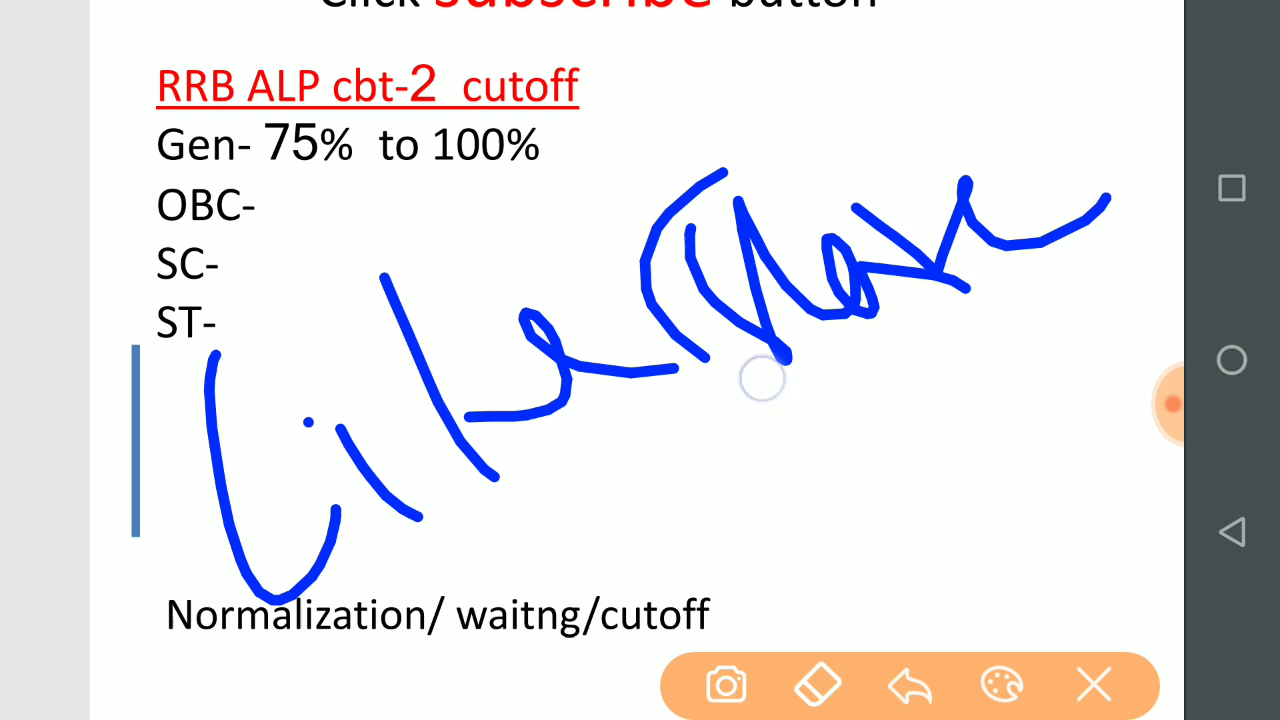 Click subscribe button
RRB ALP cbt-2 cutoff
Gen- 75% to 100%
OBC-
SC-
ST-
Like
Normalization/ waitng/cutoff